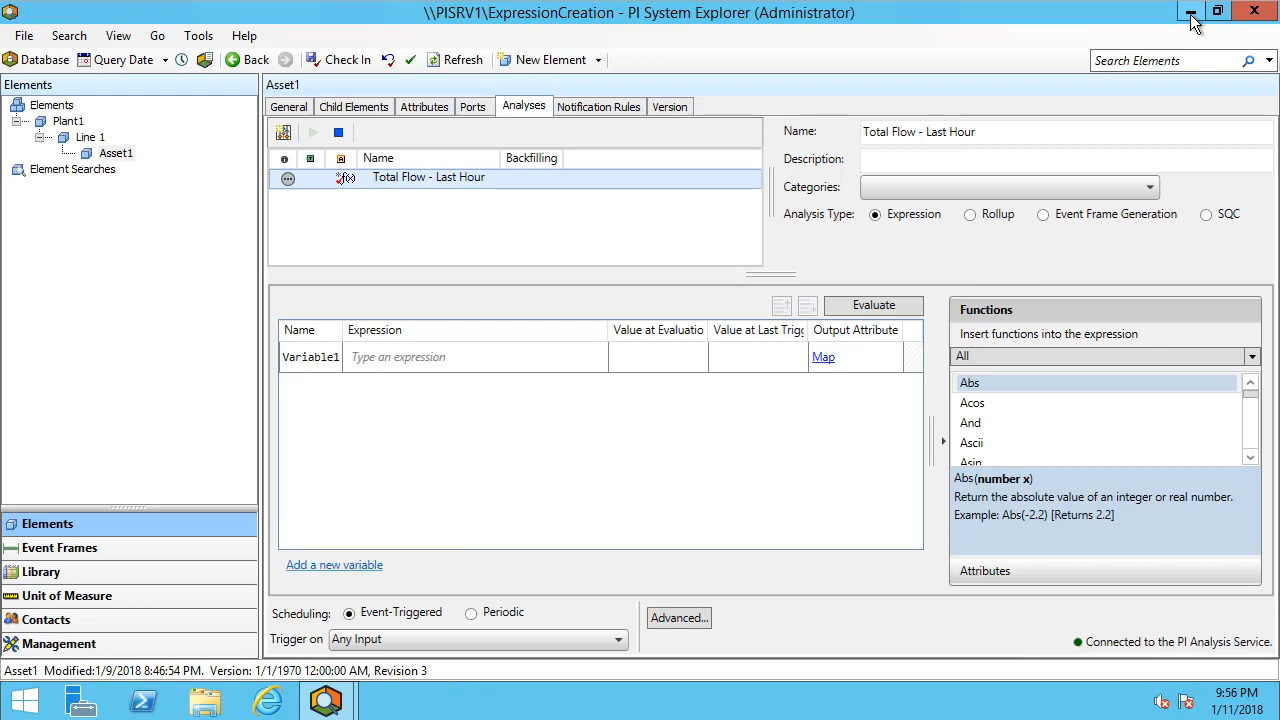 \\PISRV1\ExpressionCreation - PI System Explorer (Administrator)
File Search View Go Tools Help
Database Query Date Back Check In Refresh New Element Search Elements
Elements
Elements
Plant1
Line 1
Asset1
Element Searches
Asset1
General Child Elements Attributes Ports Analyses Notification Rules Version
Name Backfilling
f(x) Total Flow - Last Hour
Name: Total Flow - Last Hour
Description:
Categories:
Analysis Type: Expression Rollup Event Frame Generation SQC
Evaluate
Name Expression Value at Evaluatio Value at Last Trigg Output Attribute
Variable1 Type an expression Map
Add a new variable
Functions
Insert functions into the expression
All
Abs
Acos
And
Ascii
Asin
Abs(number x)
Return the absolute value of an integer or real number.
Example: Abs(-2.2) [Returns 2.2]
Attributes
Elements
Event Frames
Library
Unit of Measure
Contacts
Management
Scheduling: Event-Triggered Periodic
Trigger on Any Input
Advanced...
Connected to the PI Analysis Service.
Asset1 Modified:1/9/2018 8:46:54 PM, Version: 1/1/1970 12:00:00 AM, Revision 3
9:56 PM
1/11/2018